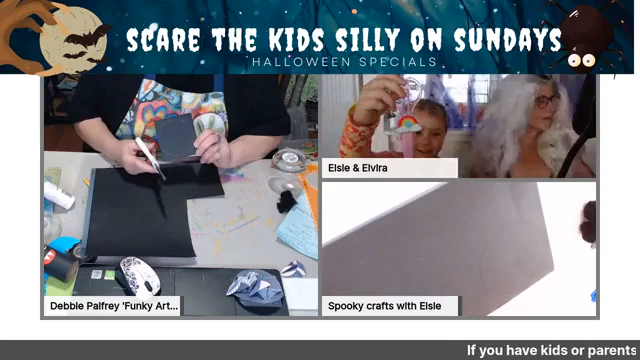 SCARE THE KIDS SILLY ON SUNDAYS
HALLOWEEN SPECIALS
Elsie & Elvira
Debbie Palfrey 'Funky Art...
Spooky crafts with Elsie
If you have kids or parents